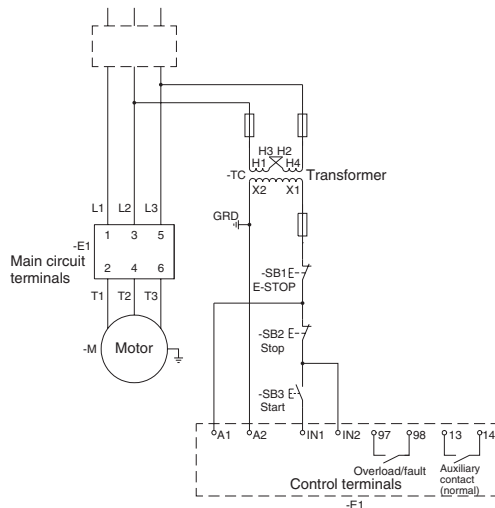 H3 H2
H1 H4
-TC
Transformer
X2 X1
L1 L2 L3
GRD
1 3 5
-E1
Main circuit
terminals
2 4 6
-SB1
E-STOP
T1 T2 T3
-M
Motor
-SB2
Stop
-SB3
Start
A1 A2 IN1 IN2 97 98 13 14
Overload/fault
Auxiliary
contact
(normal)
Control terminals
-E1